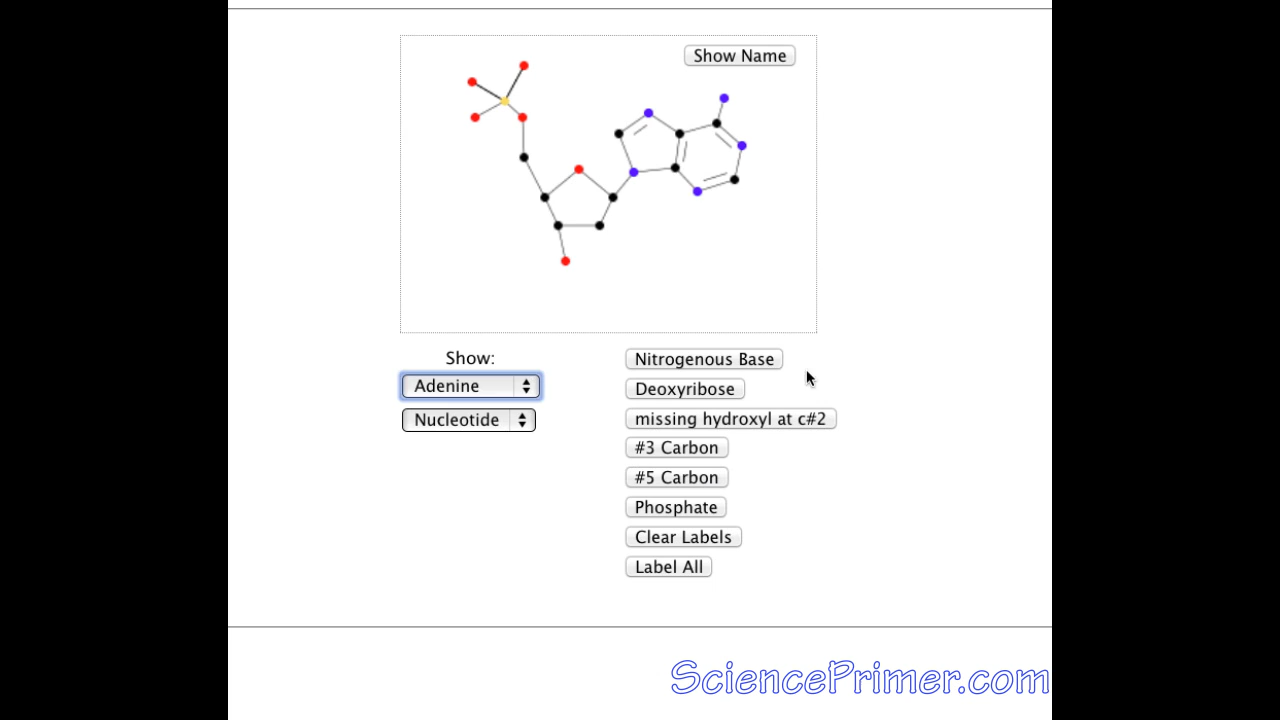 Show Name
Show:
Adenine
Nucleotide
Nitrogenous Base
Deoxyribose
missing hydroxyl at c#2
#3 Carbon
#5 Carbon
Phosphate
Clear Labels
Label All
SciencePrimer.com